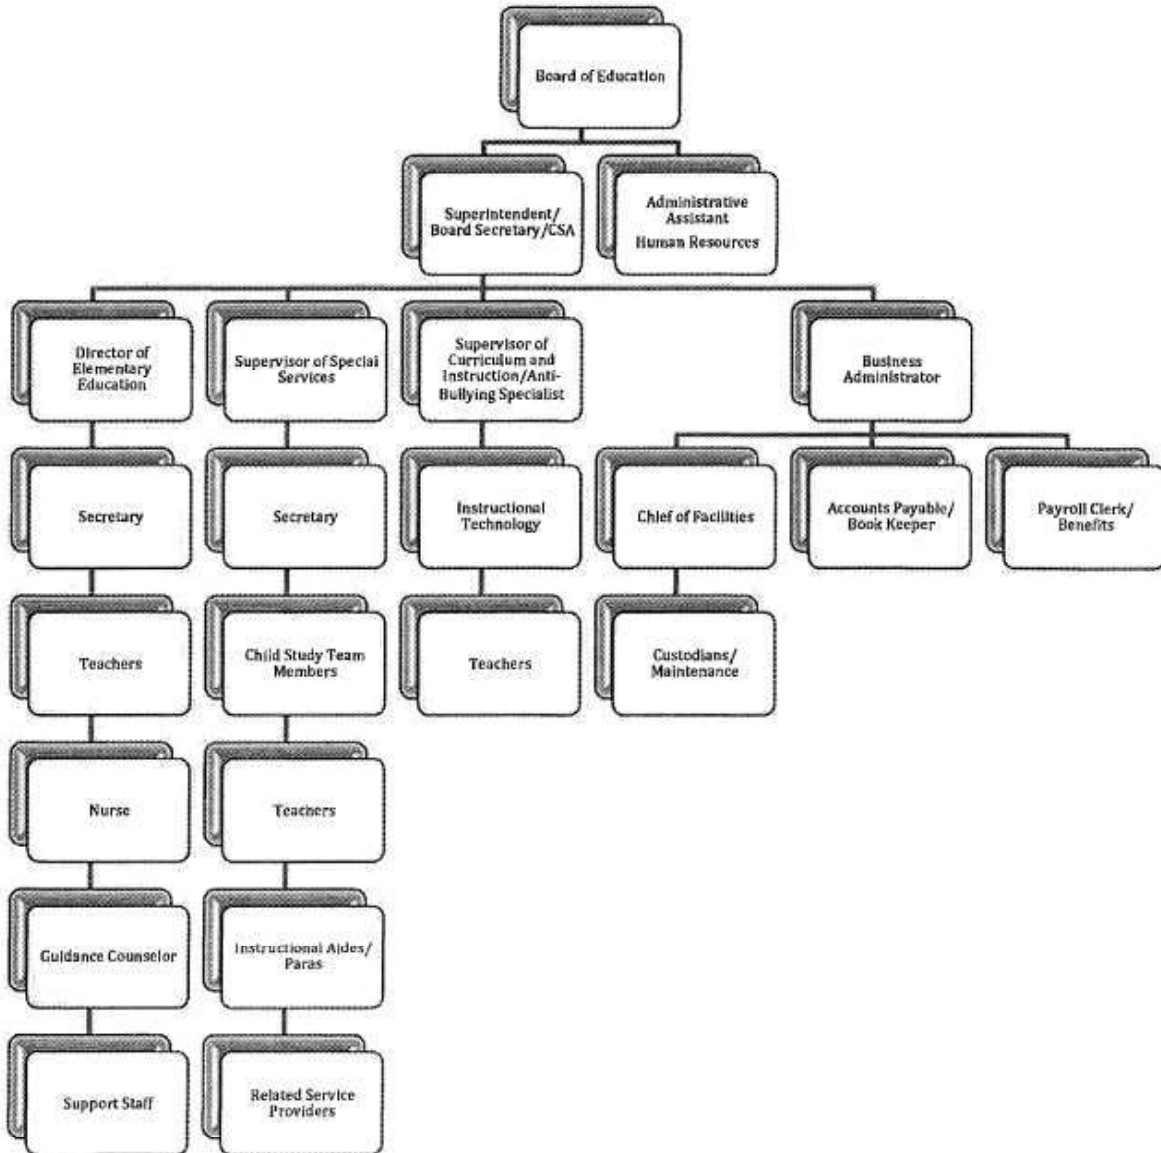 Board of Education
Superintendent/
Board Secretary/CSA
Administrative
Assistant
Human Resources
Director of
Elementary
Education
Supervisor of Special
Services
Supervisor of
Curriculum and
Instruction/Anti-
Bullying Specialist
Business
Administrator
Secretary
Secretary
Instructional
Technology
Chief of Facilities
Accounts Payable/
Book Keeper
Payroll Clerk/
Benefits
Teachers
Child Study Team
Members
Teachers
Custodians/
Maintenance
Nurse
Teachers
Guidance Counselor
Instructional Aides/
Paras
Support Staff
Related Service
Providers